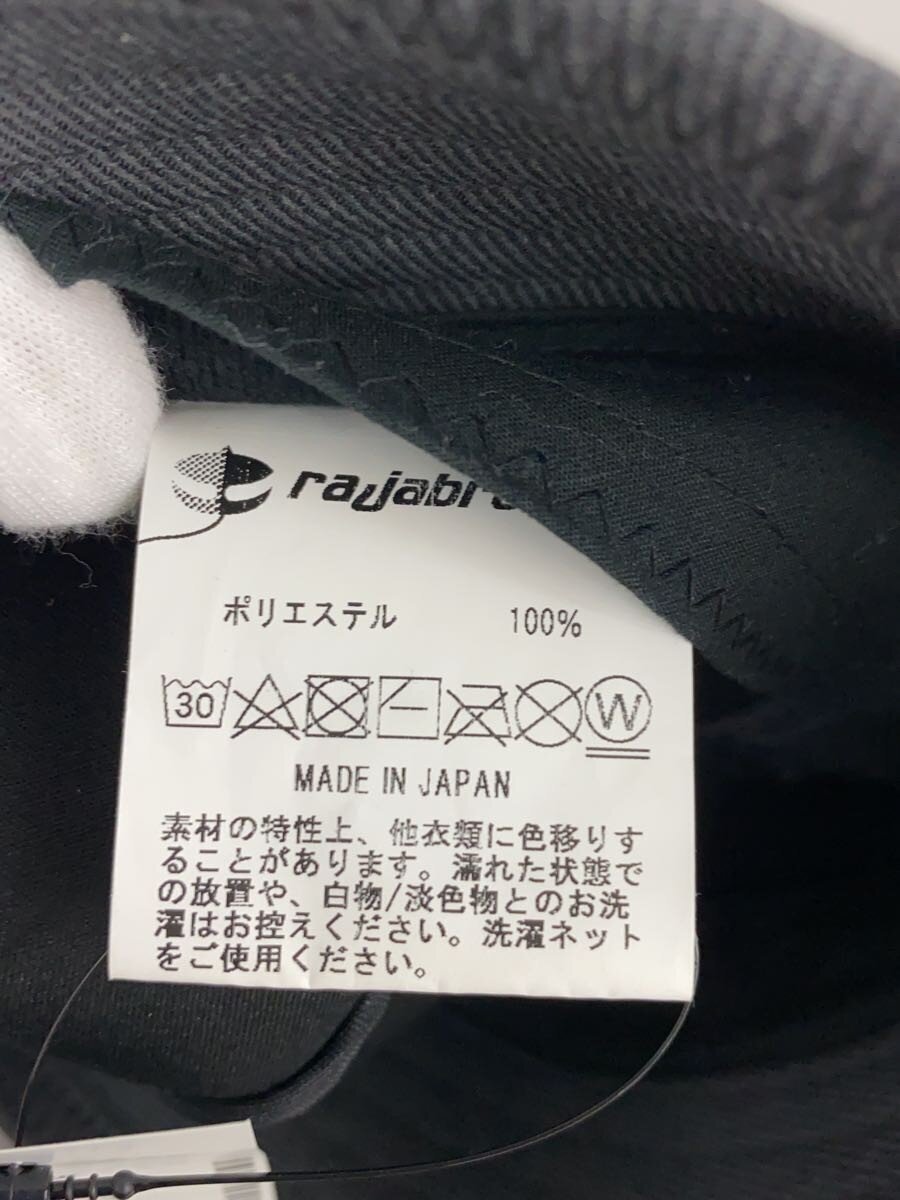 ポリエステル 100%
30 W
MADE IN JAPAN
素材の特性上、他衣類に色移りす
ることがあります。濡れた状態で
の放置や、白物/淡色物とのお洗
濯はお控えください。洗濯ネット
をご使用ください。